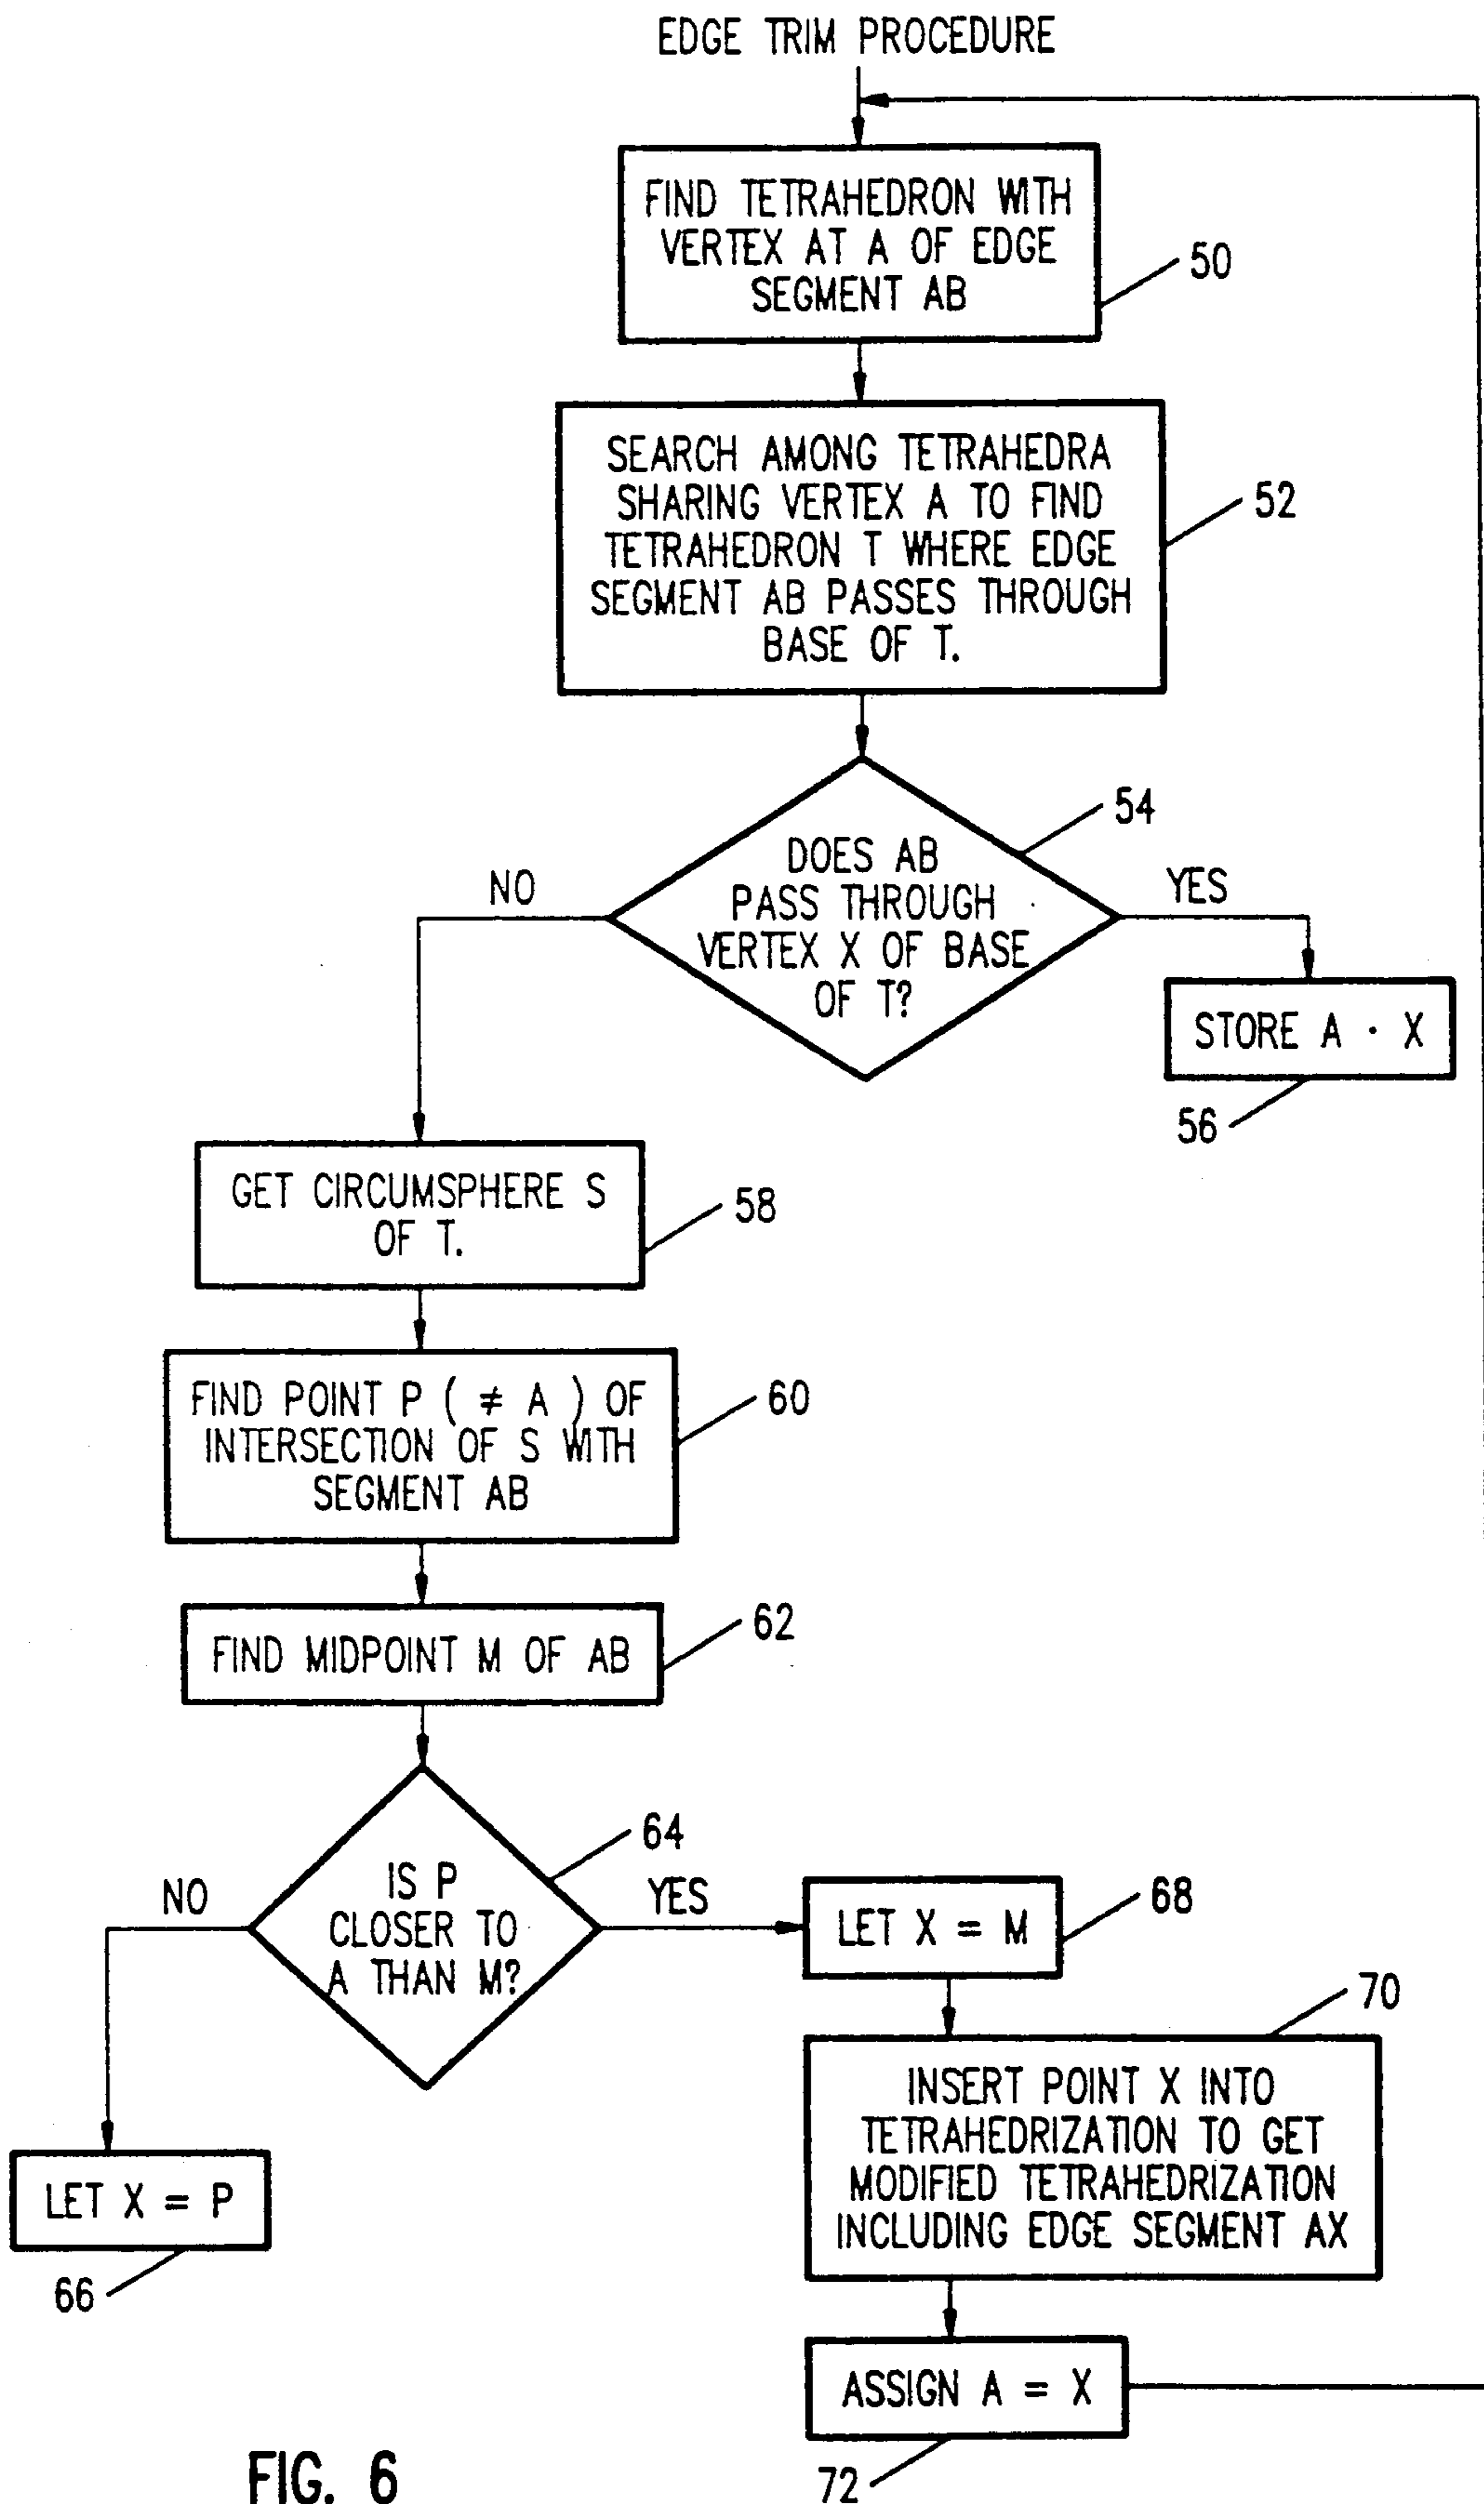 EDGE TRIM PROCEDURE
FIND TETRAHEDRON WITH
VERTEX AT A OF EDGE
SEGMENT AB
50
SEARCH AMONG TETRAHEDRA
SHARING VERTEX A TO FIND
TETRAHEDRON T WHERE EDGE
SEGMENT AB PASSES THROUGH
BASE OF T.
52
54
DOES AB
PASS THROUGH
VERTEX X OF BASE
OF T?
NO
YES
STORE A · X
56
GET CIRCUMSPHERE S
OF T.
58
FIND POINT P ( ≠ A ) OF
INTERSECTION OF S WITH
SEGMENT AB
60
FIND MIDPOINT M OF AB
62
64
IS P
CLOSER TO
A THAN M?
NO
YES
LET X = M
68
LET X = P
66
70
INSERT POINT X INTO
TETRAHEDRIZATION TO GET
MODIFIED TETRAHEDRIZATION
INCLUDING EDGE SEGMENT AX
ASSIGN A = X
72
FIG. 6